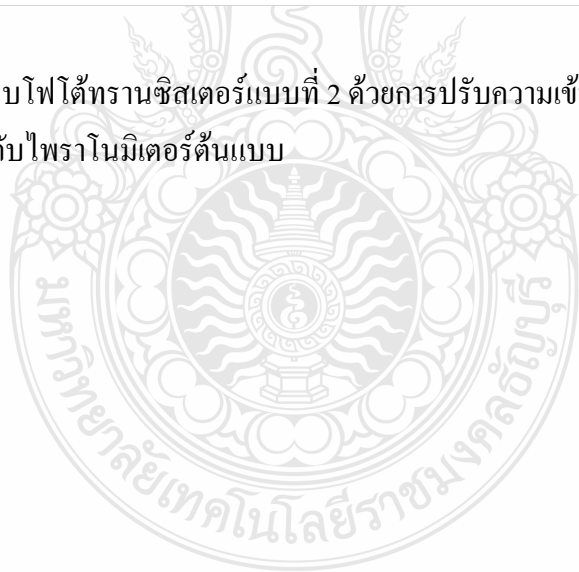 บโฟโต้ทรานซิสเตอร์แบบที่ 2 ด้วยการปรับความเข้
กับไพราโนมิเตอร์ต้นแบบ
มหาวิทยาลัยเทคโนโลยีราชมงคลธัญบุรี